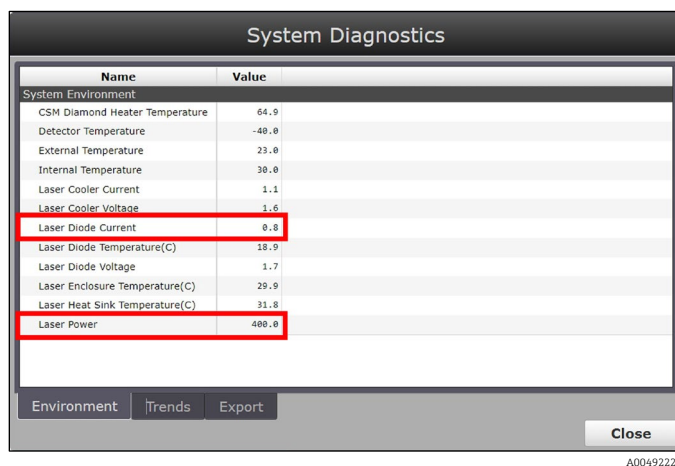 System Diagnostics
Name Value
System Environment
CSM Diamond Heater Temperature 64.9
Detector Temperature -40.0
External Temperature 23.0
Internal Temperature 30.0
Laser Cooler Current 1.1
Laser Cooler Voltage 1.6
Laser Diode Current 0.8
Laser Diode Temperature(C) 18.9
Laser Diode Voltage 1.7
Laser Enclosure Temperature(C) 29.9
Laser Heat Sink Temperature(C) 31.8
Laser Power 400.0
Environment Trends Export
Close
A0049222